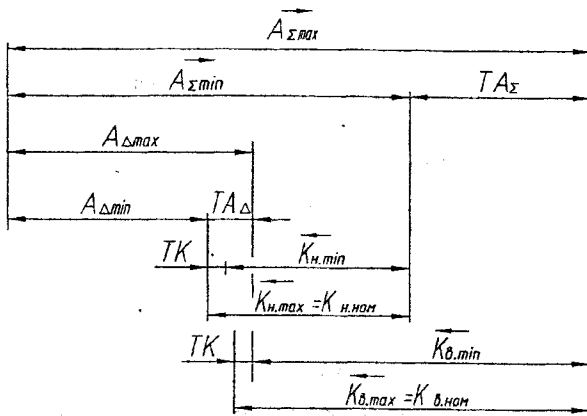 A_Σmax
A_Σmin TA_Σ
A_Δmax
A_Δmin TA_Δ
TK K_н.min
K_н.max = K_н.ном
TK K_в.min
K_в.max = K_в.ном